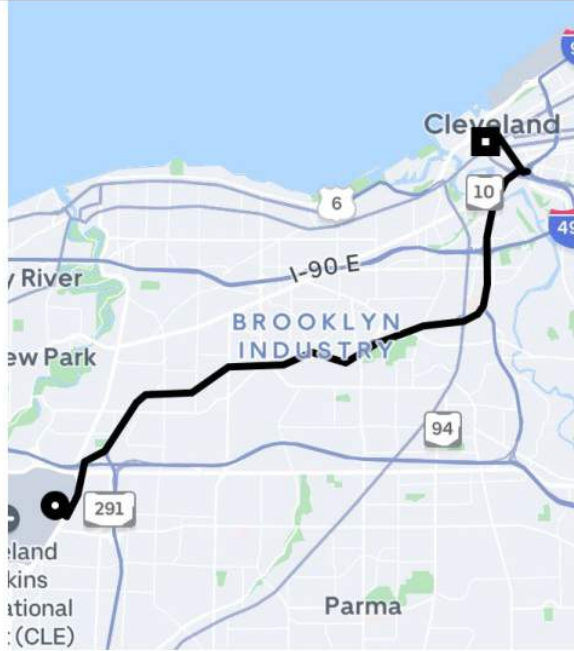 Cleveland
10
6
49
I-90 E
y River
BROOKLYN
INDUSTRY
ew Park
94
291
eland
kins
ational
: (CLE)
Parma